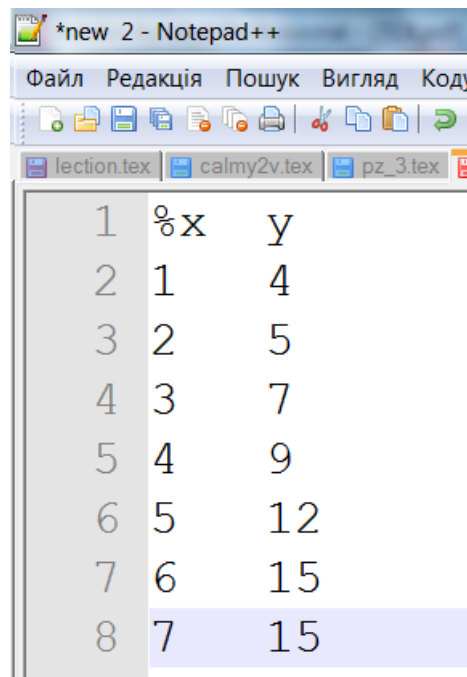 *new 2 - Notepad++
Файл Редакція Пошук Вигляд Коду
lection.tex calmy2v.tex pz_3.tex
1 %x y
2 1 4
3 2 5
4 3 7
5 4 9
6 5 12
7 6 15
8 7 15